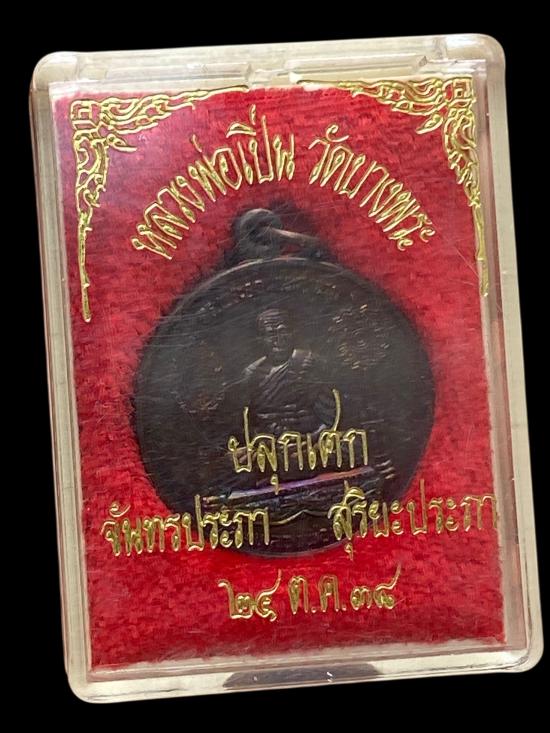 หลวงพ่อเปิ่น วัดบางพระ
ปลุกเศก
จันทรประภา สุริยะประภา
๒๔ ต.ค.๓๘